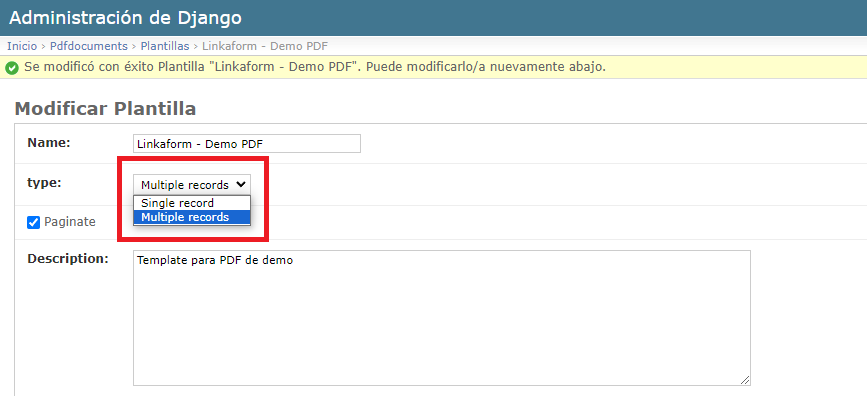 Administración de Django
Inicio › Pdfdocuments › Plantillas › Linkaform - Demo PDF
Se modificó con éxito Plantilla "Linkaform - Demo PDF". Puede modificarlo/a nuevamente abajo.
Modificar Plantilla
Name: Linkaform - Demo PDF
type: Multiple records
Single record
Multiple records
Paginate
Description: Template para PDF de demo